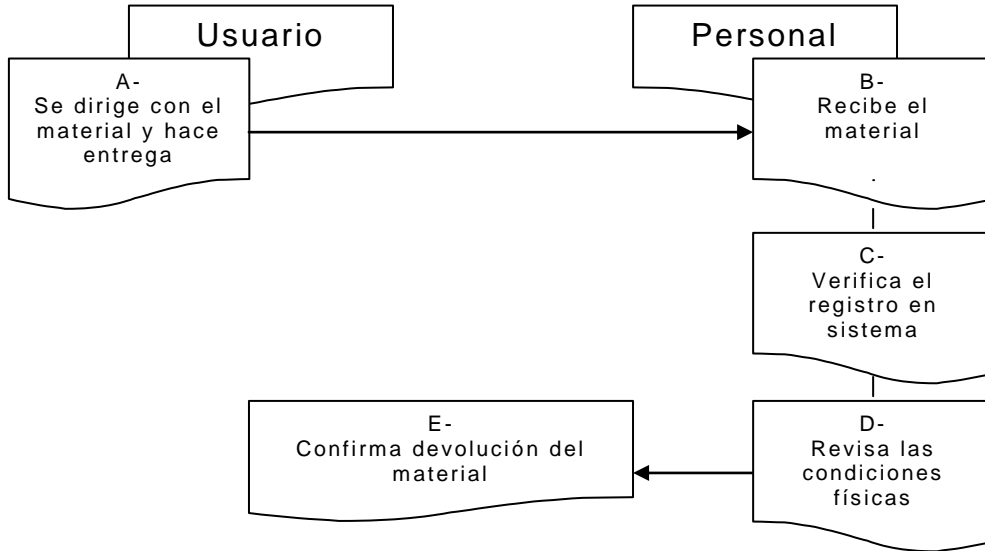 Usuario
Personal
A-
Se dirige con el
material y hace
entrega
B-
Recibe el
material
.
C-
Verifica el
registro en
sistema
D-
Revisa las
condiciones
físicas
E-
Confirma devolución del
material